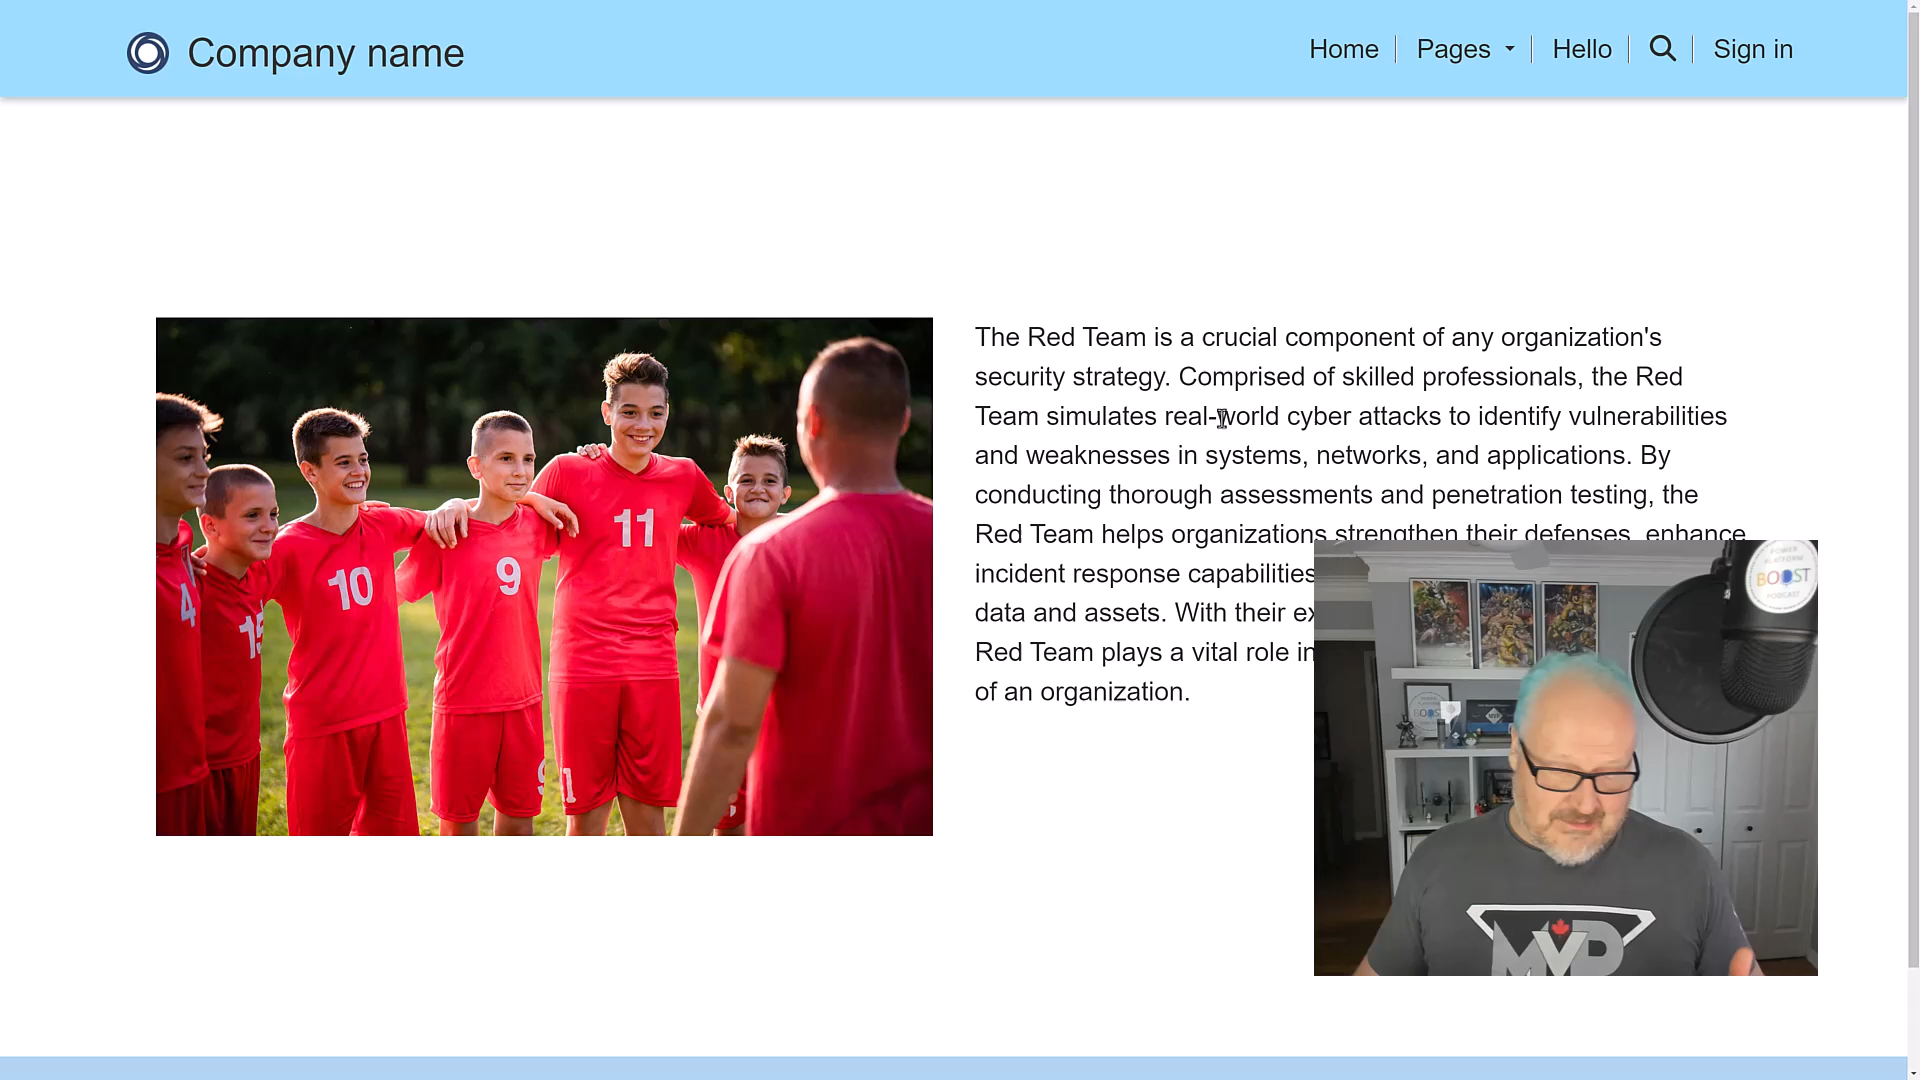 Company name
Home
Pages
Hello
Sign in
The Red Team is a crucial component of any organization's
security strategy. Comprised of skilled professionals, the Red
Team simulates real-world cyber attacks to identify vulnerabilities
and weaknesses in systems, networks, and applications. By
conducting thorough assessments and penetration testing, the
Red Team helps organizations strengthen their defenses, enhance
incident response capabilities
data and assets. With their ex
Red Team plays a vital role in
of an organization.
4
15
10
9
11
9
POWER
PLATFORM
BOOST
PODCAST
MVP
MVP